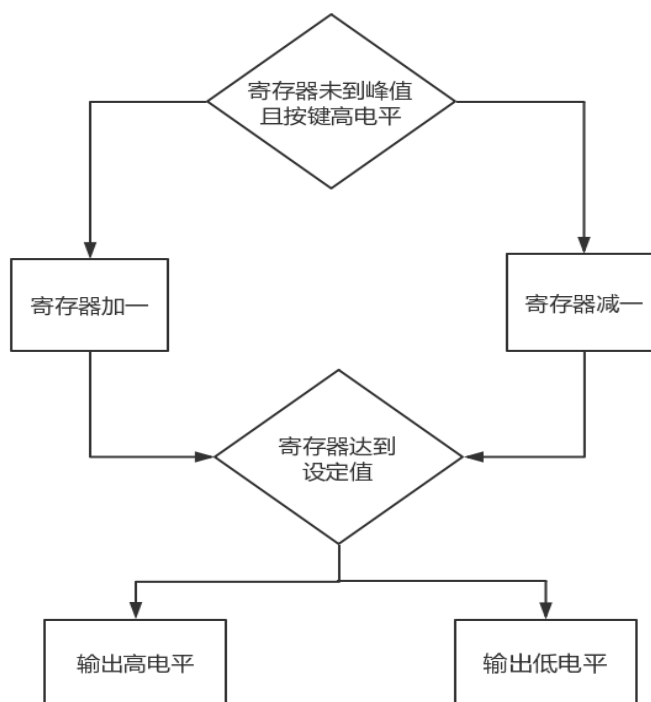 寄存器未到峰值
且按键高电平
寄存器加一
寄存器减一
寄存器达到
设定值
输出高电平
输出低电平